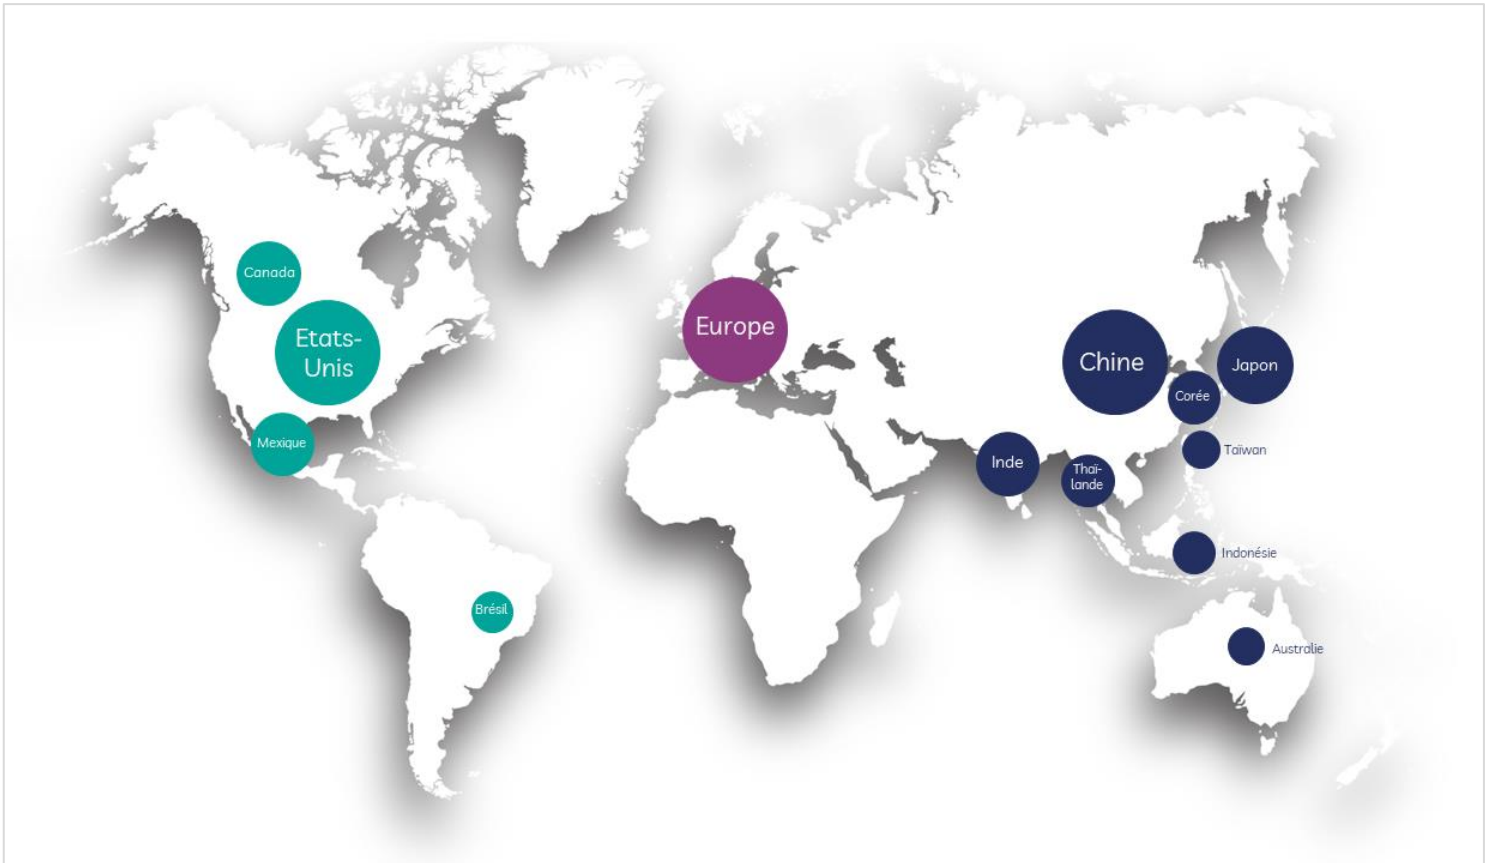 Canada
Etats-
Unis
Mexique
Brésil
Europe
Chine
Japon
Corée
Taïwan
Inde
Thaï-
lande
Indonésie
Australie